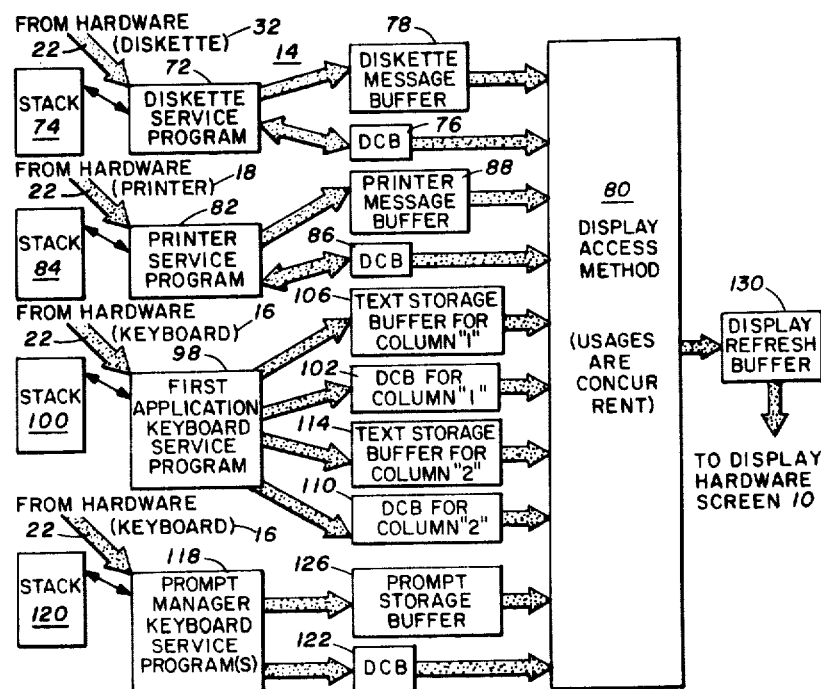 FROM HARDWARE
22
(DISKETTE)
32
72
14
78
STACK
74
DISKETTE
SERVICE
PROGRAM
DISKETTE
MESSAGE
BUFFER
76
DCB
FROM HARDWARE
22
(PRINTER)
18
82
88
STACK
84
PRINTER
SERVICE
PROGRAM
PRINTER
MESSAGE
BUFFER
86
DCB
FROM HARDWARE
22
(KEYBOARD)
16
98
STACK
100
FIRST
APPLICATION
KEYBOARD
SERVICE
PROGRAM
106
TEXT STORAGE
BUFFER FOR
COLUMN "1"
102
DCB FOR
COLUMN "1"
114
TEXT STORAGE
BUFFER FOR
COLUMN "2"
110
DCB FOR
COLUMN "2"
FROM HARDWARE
22
(KEYBOARD)
16
118
STACK
120
PROMPT
MANAGER
KEYBOARD
SERVICE
PROGRAM(S)
126
PROMPT
STORAGE
BUFFER
122
DCB
80
DISPLAY
ACCESS
METHOD
(USAGES
ARE
CONCUR
RENT)
130
DISPLAY
REFRESH
BUFFER
TO DISPLAY
HARDWARE
SCREEN 10